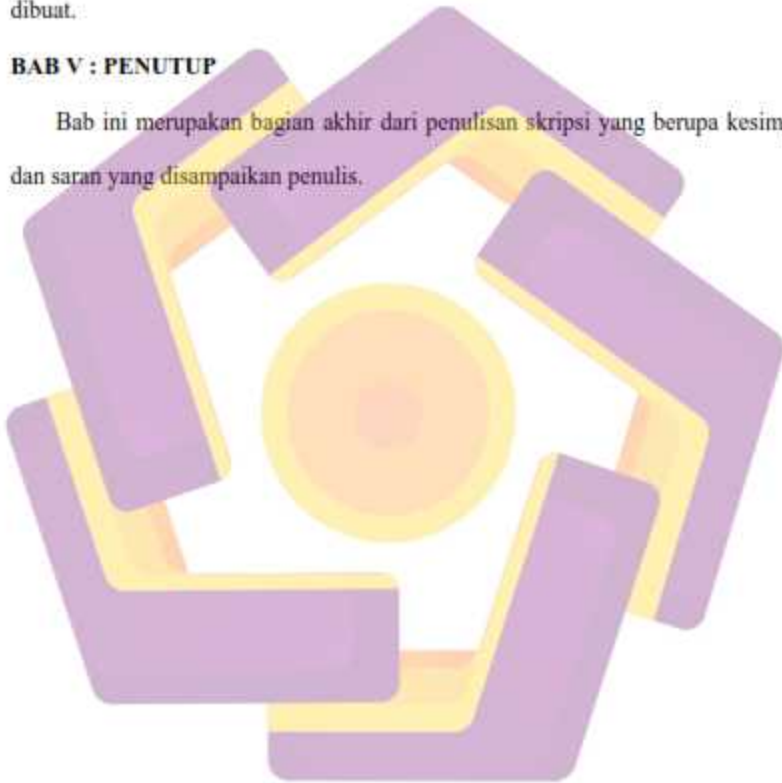 dibuat.
BAB V : PENUTUP
Bab ini merupakan bagian akhir dari penulisan skripsi yang berupa kesim
dan saran yang disampaikan penulis.